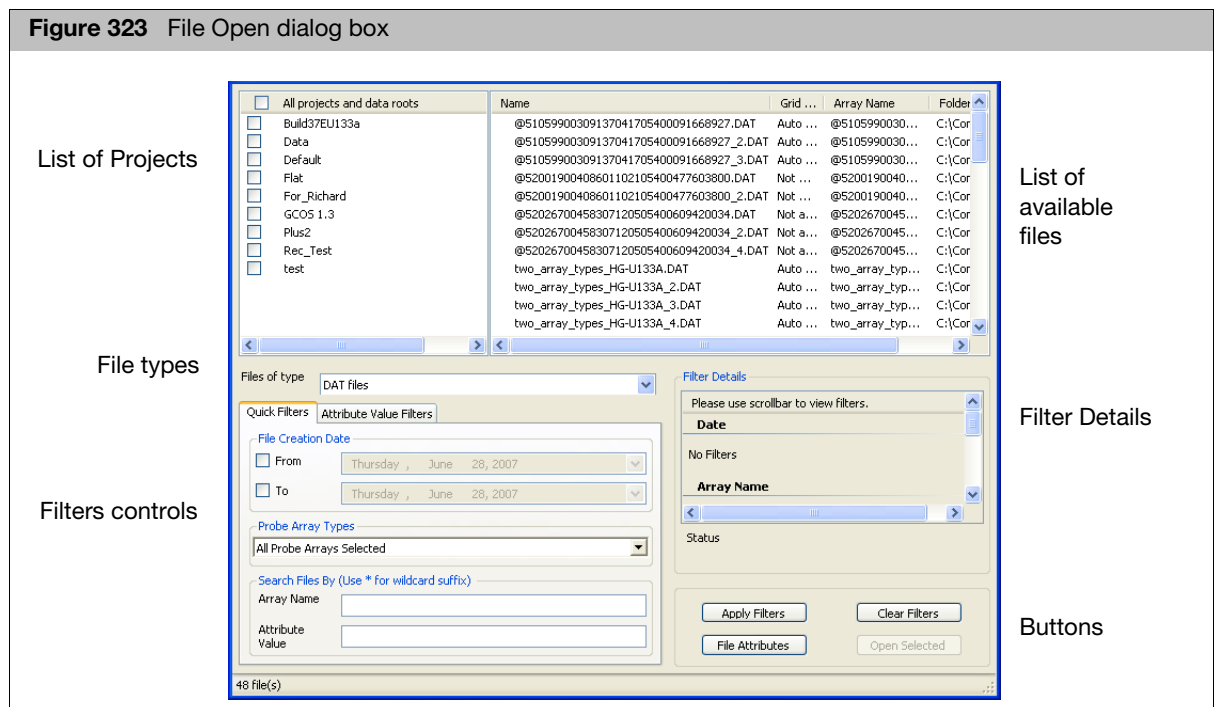 Figure 323 File Open dialog box
List of Projects
File types
Filters controls
All projects and data roots
Build37EU133a
Data
Default
Flat
For_Richard
GCOS 1.3
Plus2
Rec_Test
test
Name Grid ... Array Name Folder
@51059900309137041705400091668927.DAT Auto ... @5105990030... C:\Cor
@51059900309137041705400091668927_2.DAT Auto ... @5105990030... C:\Cor
@51059900309137041705400091668927_3.DAT Auto ... @5105990030... C:\Cor
@52001900408601102105400477603800.DAT Not ... @5200190040... C:\Cor
@52001900408601102105400477603800_2.DAT Not ... @5200190040... C:\Cor
@52026700458307120505400609420034.DAT Not a... @5202670045... C:\Cor
@52026700458307120505400609420034_2.DAT Not a... @5202670045... C:\Cor
@52026700458307120505400609420034_4.DAT Not a... @5202670045... C:\Cor
two_array_types_HG-U133A.DAT Auto ... two_array_typ... C:\Cor
two_array_types_HG-U133A_2.DAT Auto ... two_array_typ... C:\Cor
two_array_types_HG-U133A_3.DAT Auto ... two_array_typ... C:\Cor
two_array_types_HG-U133A_4.DAT Auto ... two_array_typ... C:\Cor
Files of type DAT files
Quick Filters Attribute Value Filters
File Creation Date
From Thursday , June 28, 2007
To Thursday , June 28, 2007
Probe Array Types
All Probe Arrays Selected
Search Files By (Use * for wildcard suffix)
Array Name
Attribute
Value
48 file(s)
Filter Details
Please use scrollbar to view filters.
Date
No Filters
Array Name
Status
Apply Filters Clear Filters
File Attributes Open Selected
List of
available
files
Filter Details
Buttons